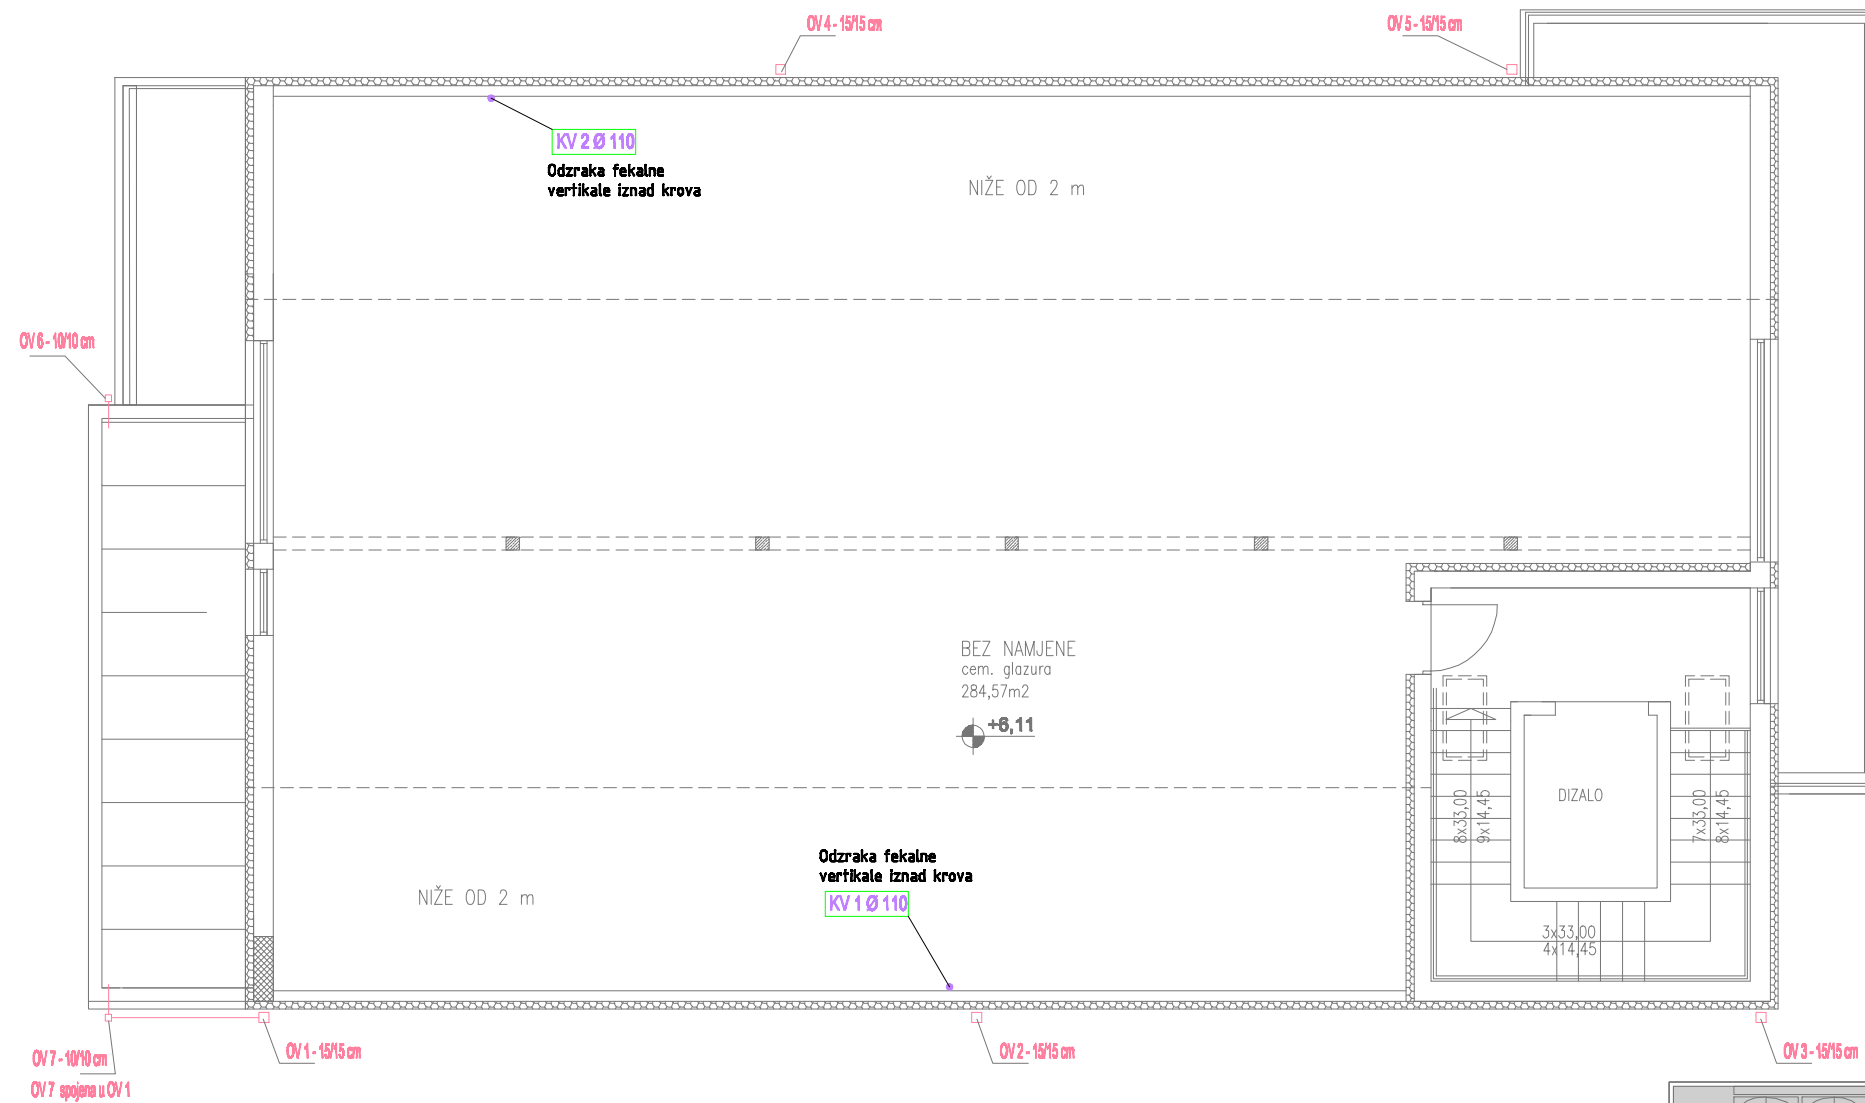 OV 4 - 15/15 cm
OV 5 - 15/15 cm
KV 2 Ø 110
Odzraka fekalne
vertikale iznad krova
NIŽE OD 2 m
OV 6 - 10/10 cm
BEZ NAMJENE
cem. glazura
284,57m2
+6,11
DIZALO
8x33,00
9x14,45
7x33,00
8x14,45
3x33,00
4x14,45
Odzraka fekalne
vertikale iznad krova
KV 1 Ø 110
NIŽE OD 2 m
OV 7 - 10/10 cm
OV 7 spojena u OV 1
OV 1 - 15/15 cm
OV 2 - 15/15 cm
OV 3 - 15/15 cm